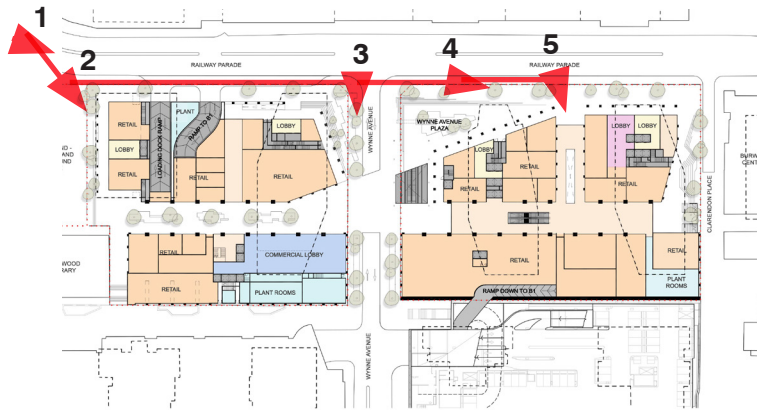 1
2
3
4
5
RAILWAY PARADE
RAILWAY PARADE
PLANT
RAMP TO B1
LOADING DOCK RAMP
RETAIL
LOBBY
RETAIL
RETAIL
LOBBY
RETAIL
WYNNE AVENUE
WYNNE AVENUE
PLAZA
LOBBY
RETAIL
RETAIL
LOBBY
LOBBY
RETAIL
CLARENDON PLACE
RETAIL
COMMERCIAL LOBBY
RETAIL
PLANT ROOMS
RETAIL
RAMP DOWN TO B1
RETAIL
PLANT
ROOMS
WYNNE AVENUE